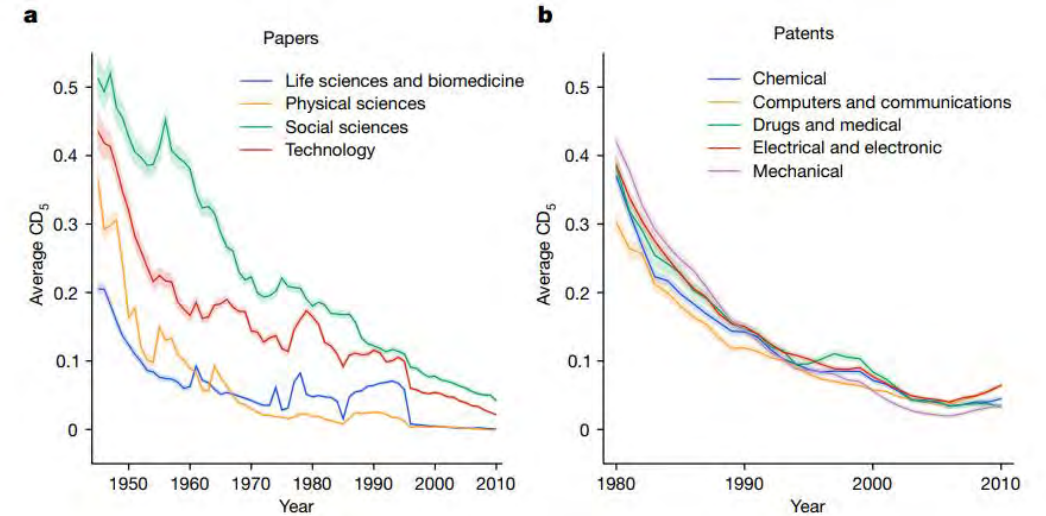 a
Papers
Life sciences and biomedicine
Physical sciences
Social sciences
Technology
Average CD5
0.5
0.4
0.3
0.2
0.1
0
1950 1960 1970 1980 1990 2000 2010
Year
b
Patents
Chemical
Computers and communications
Drugs and medical
Electrical and electronic
Mechanical
Average CD5
0.5
0.4
0.3
0.2
0.1
0
1980 1990 2000 2010
Year